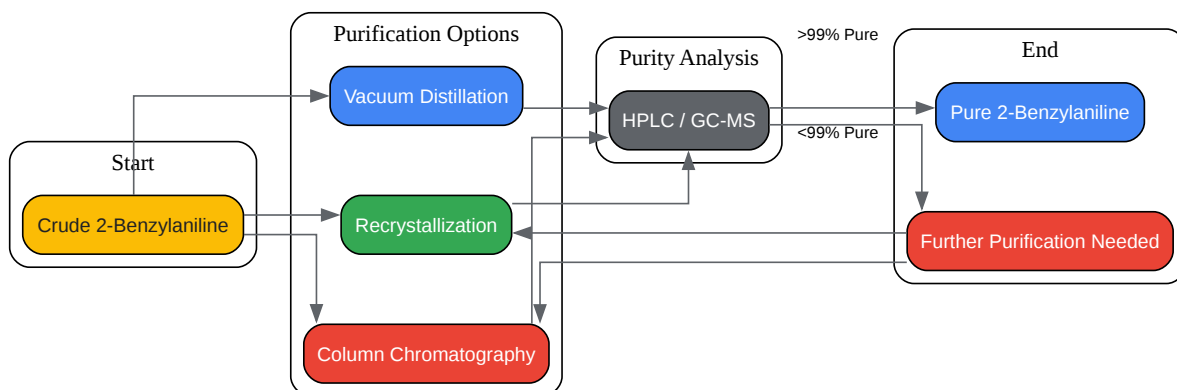 Purification Options
>99% Pure
Purity Analysis
End
Vacuum Distillation
HPLC / GC-MS
Pure 2-Benzylaniline
<99% Pure
Start
Crude 2-Benzylaniline
Recrystallization
Further Purification Needed
Column Chromatography